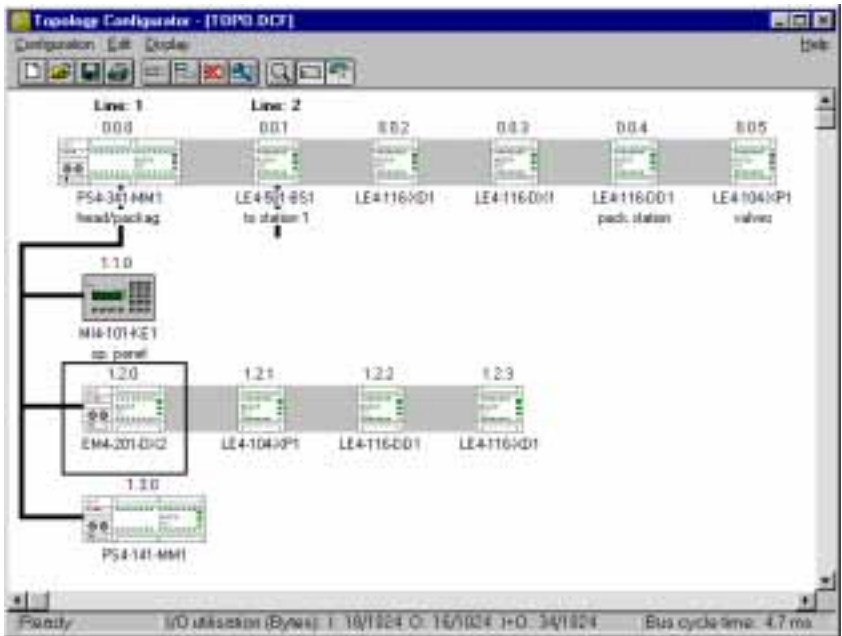 Topology Configurator - [TOPO.DCF]
Configuration Edit Display Help
Line: 1 Line: 2
0.0.0 0.0.1 0.0.2 0.0.3 0.0.4 0.0.5
PS4-341-MM1 LE4-501-BS1 LE4-116-XD1 LE4-116-DX1 LE4-116-DD1 LE4-104-XP1
head/packag to station 1 pack. station valves
1.1.0
MI4-101-KE1
op. panel
1.2.0 1.2.1 1.2.2 1.2.3
EM4-201-DX2 LE4-104-XP1 LE4-116-DD1 LE4-116-XD1
1.3.0
PS4-141-MM1
Ready I/O utilisation (Bytes): I: 18/1024 O: 16/1024 I+O: 34/1024 Bus cycle time: 4.7 ms